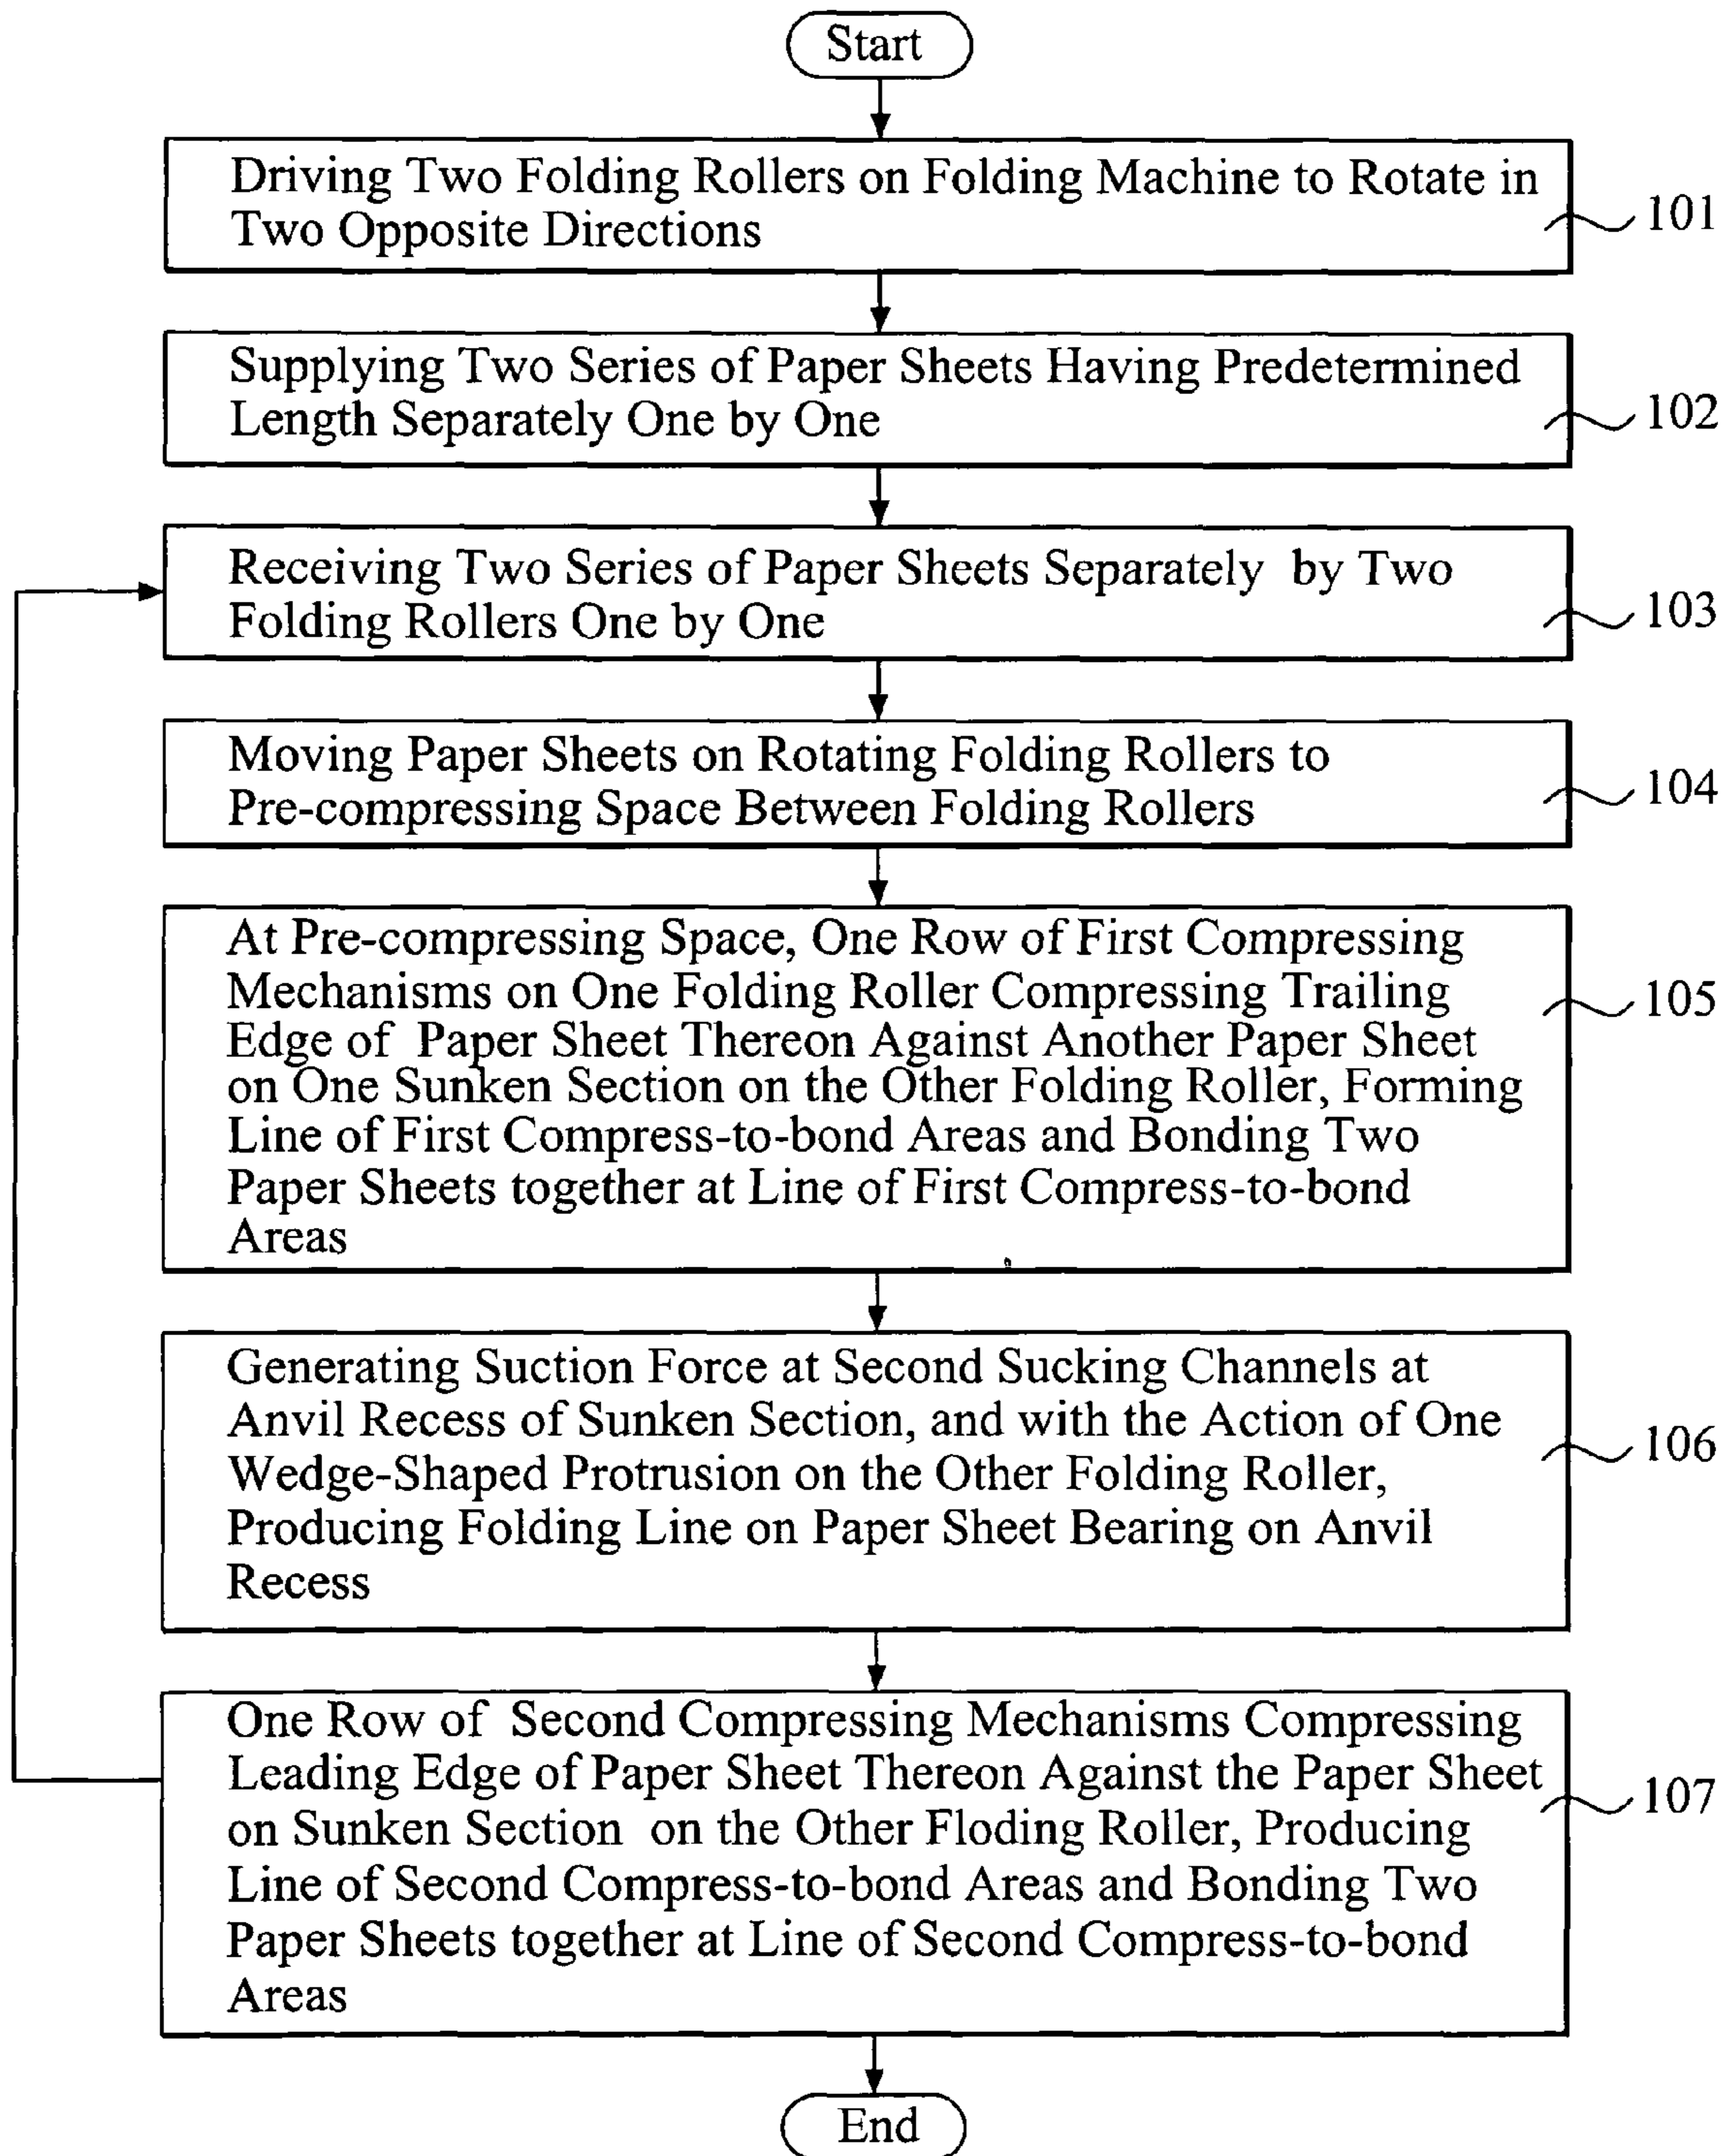 Start
Driving Two Folding Rollers on Folding Machine to Rotate in
Two Opposite Directions
101
Supplying Two Series of Paper Sheets Having Predetermined
Length Separately One by One
102
Receiving Two Series of Paper Sheets Separately by Two
Folding Rollers One by One
103
Moving Paper Sheets on Rotating Folding Rollers to
Pre-compressing Space Between Folding Rollers
104
At Pre-compressing Space, One Row of First Compressing
Mechanisms on One Folding Roller Compressing Trailing
Edge of Paper Sheet Thereon Against Another Paper Sheet
on One Sunken Section on the Other Folding Roller, Forming
Line of First Compress-to-bond Areas and Bonding Two
Paper Sheets together at Line of First Compress-to-bond
Areas
105
Generating Suction Force at Second Sucking Channels at
Anvil Recess of Sunken Section, and with the Action of One
Wedge-Shaped Protrusion on the Other Folding Roller,
Producing Folding Line on Paper Sheet Bearing on Anvil
Recess
106
One Row of Second Compressing Mechanisms Compressing
Leading Edge of Paper Sheet Thereon Against the Paper Sheet
on Sunken Section on the Other Floding Roller, Producing
Line of Second Compress-to-bond Areas and Bonding Two
Paper Sheets together at Line of Second Compress-to-bond
Areas
107
End